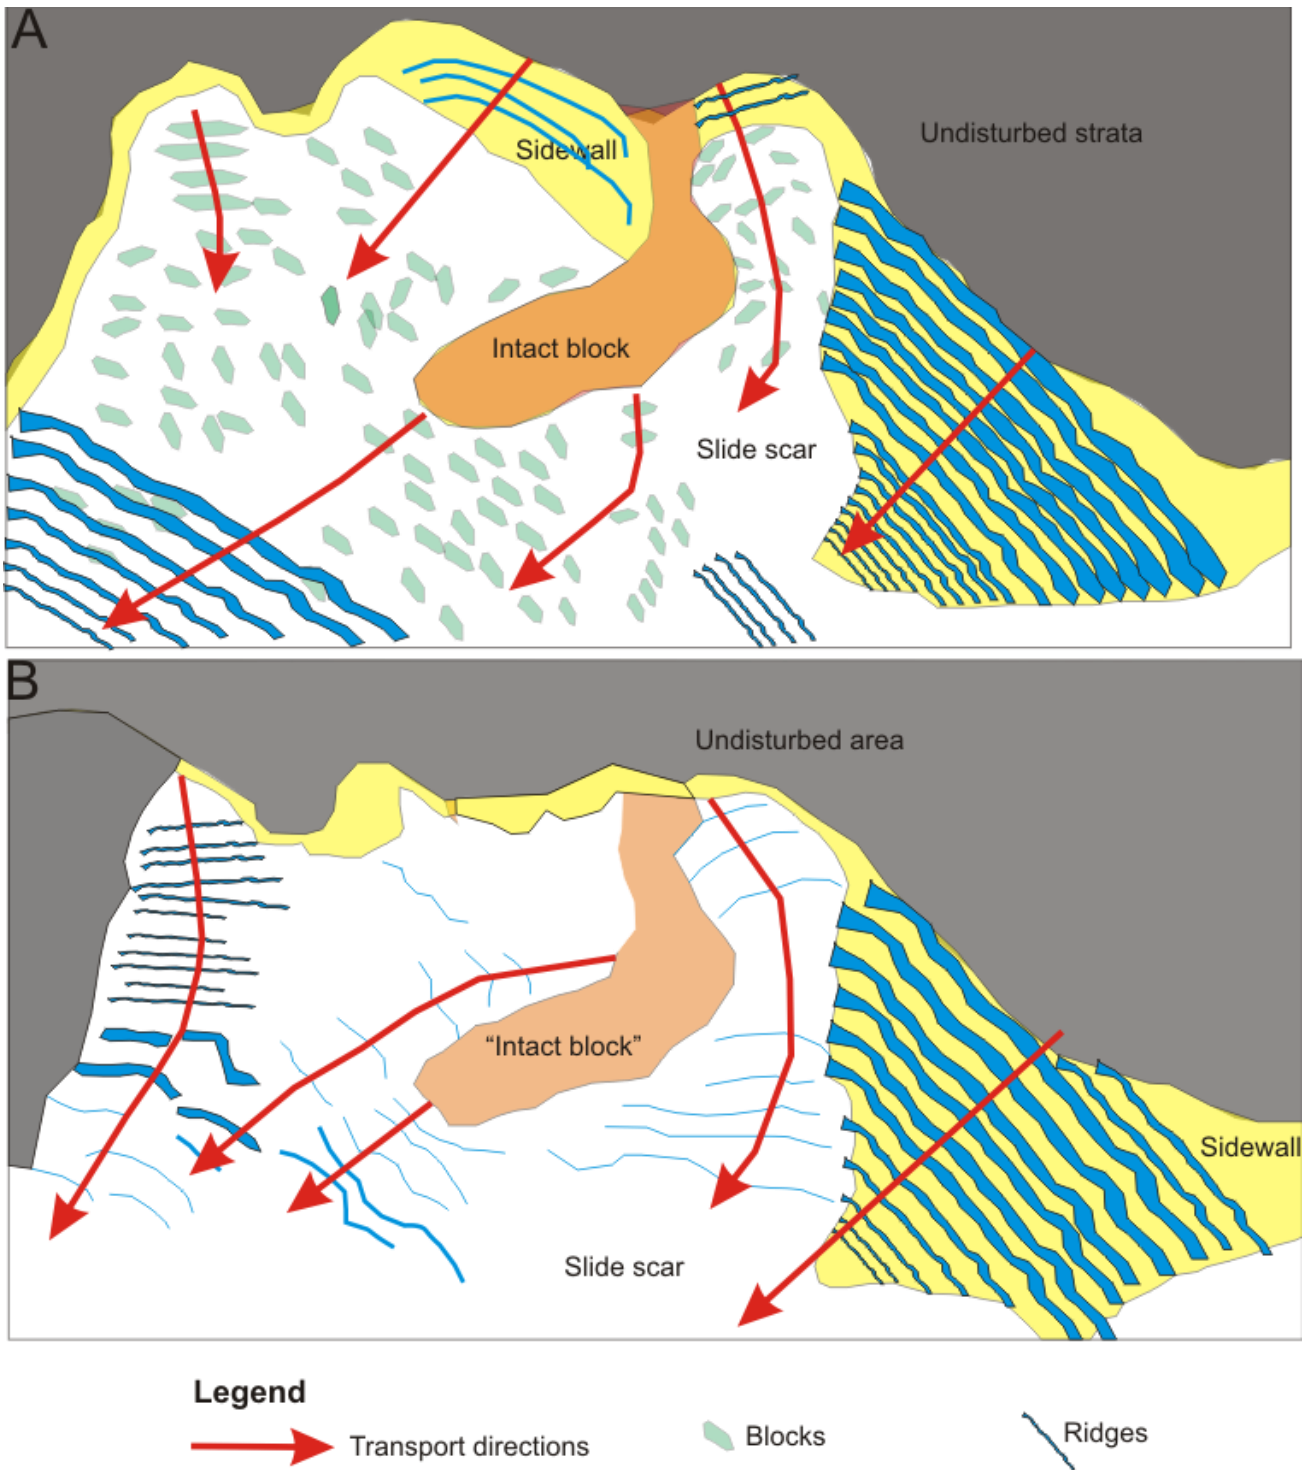 A
Undisturbed strata
Sidewall
Intact block
Slide scar
B
Undisturbed area
“Intact block”
Sidewall
Slide scar
Legend
Transport directions
Blocks
Ridges